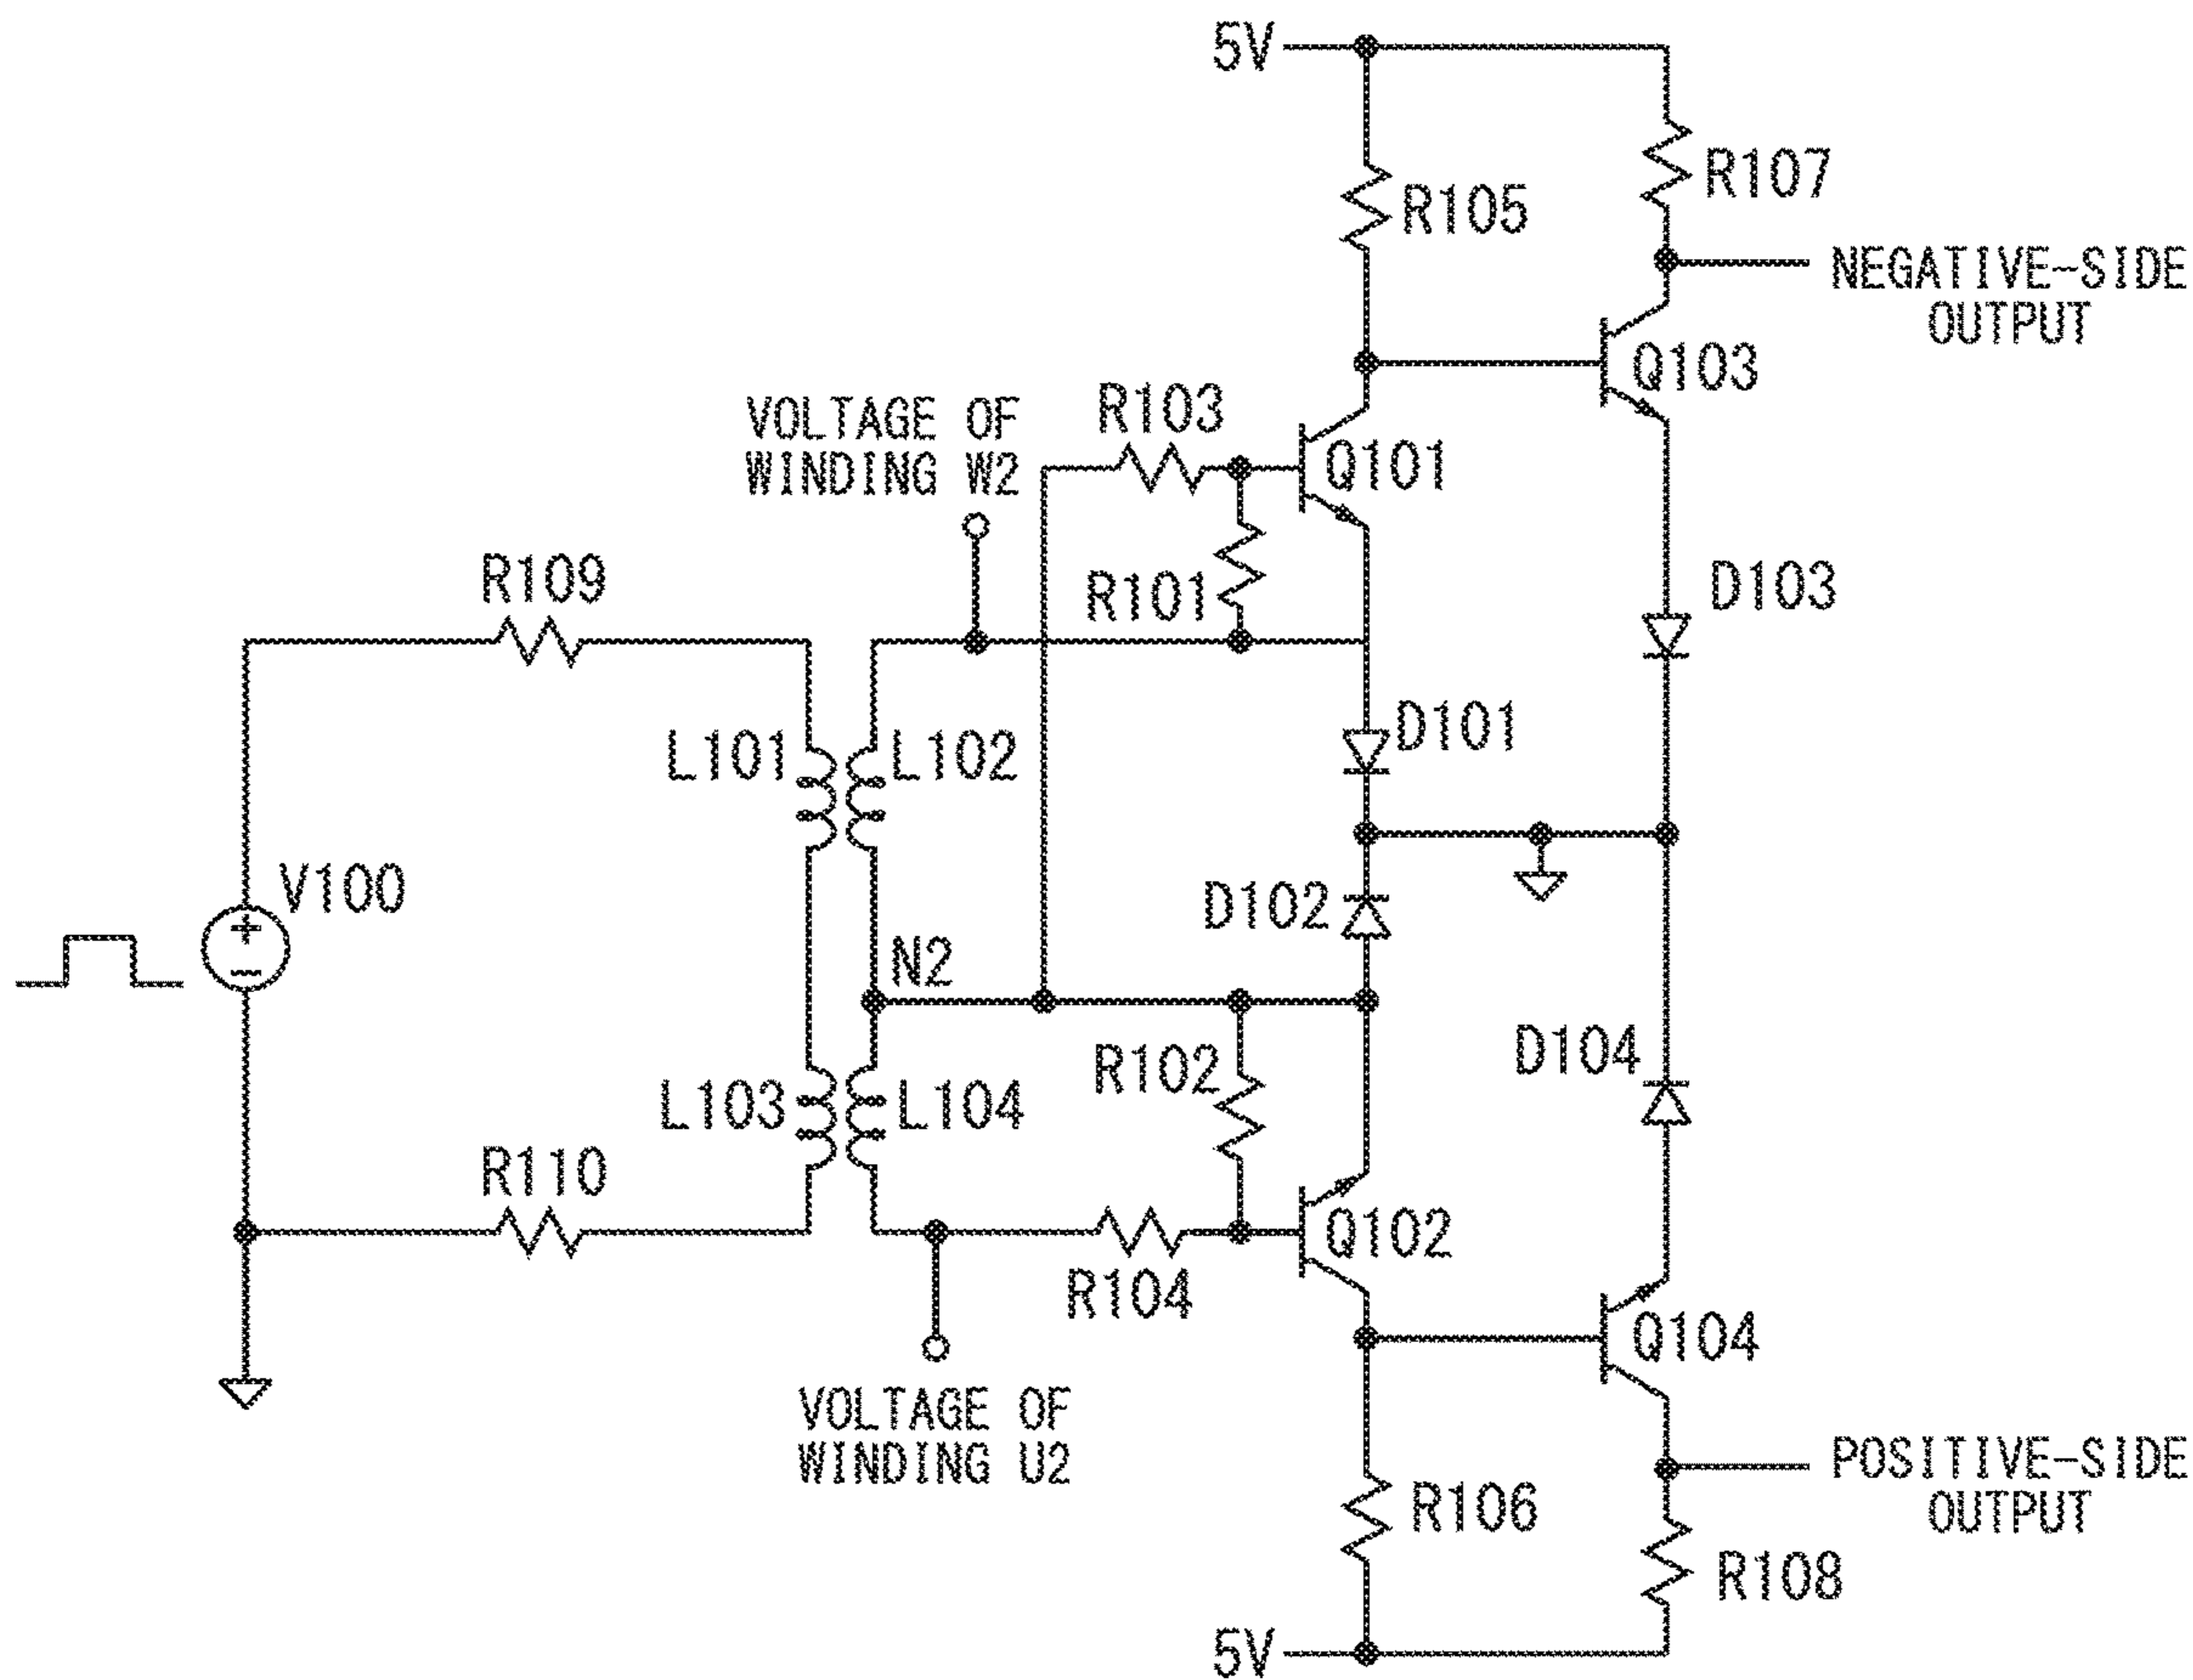 5V
R107
R105
NEGATIVE-SIDE
OUTPUT
Q103
R103
VOLTAGE OF
WINDING W2
Q101
R109
R101
D103
L101
L102
D101
V100
+
−
D102
N2
D104
L103
L104
R102
R110
Q102
R104
Q104
VOLTAGE OF
WINDING U2
POSITIVE-SIDE
OUTPUT
R106
R108
5V